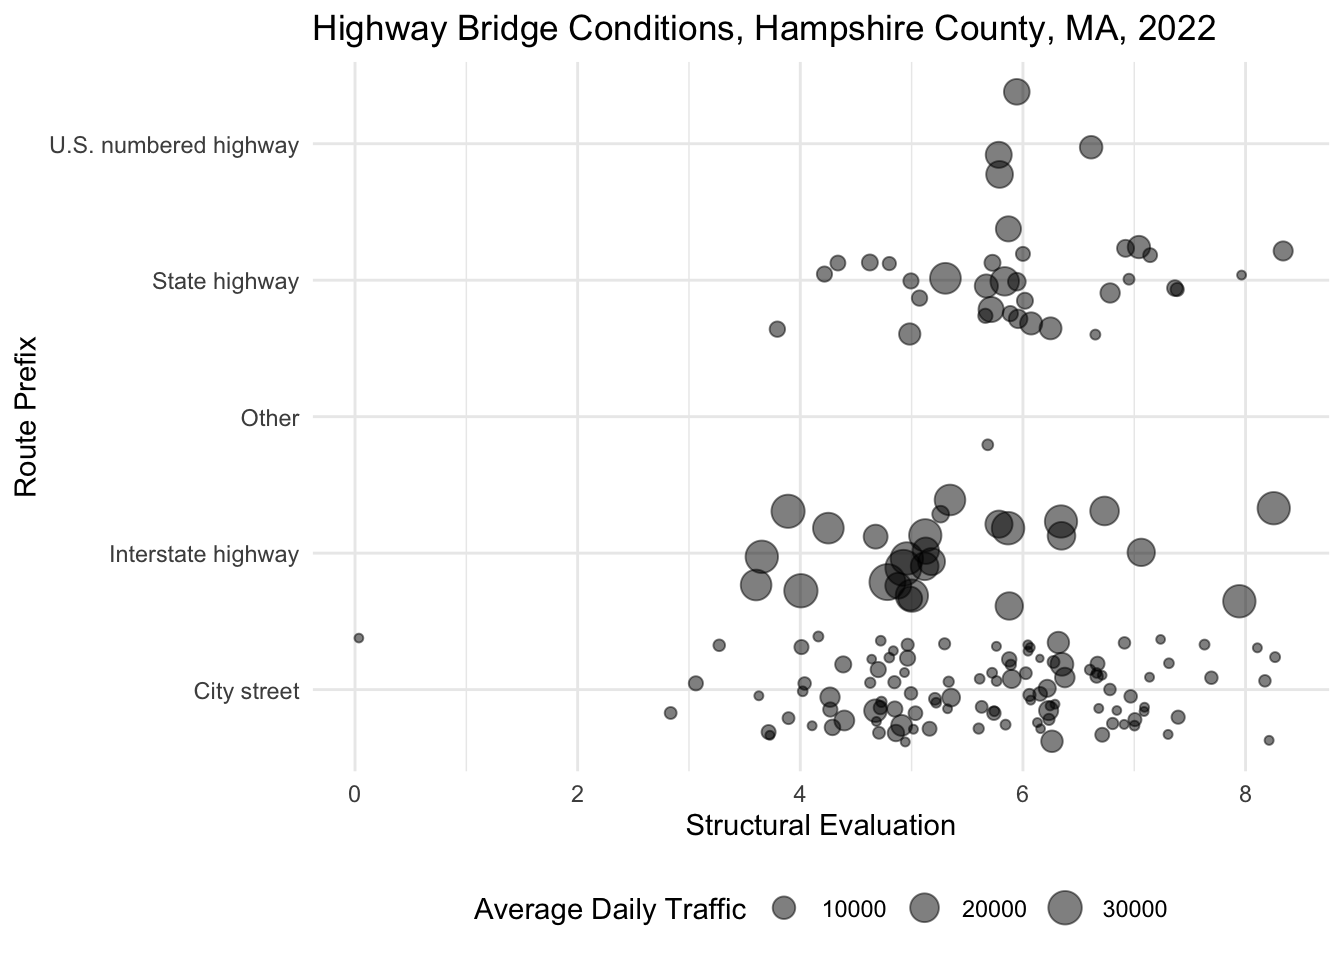 Highway Bridge Conditions, Hampshire County, MA, 2022
Route Prefix
U.S. numbered highway
State highway
Other
Interstate highway
City street
0 2 4 6 8
Structural Evaluation
Average Daily Traffic 10000 20000 30000